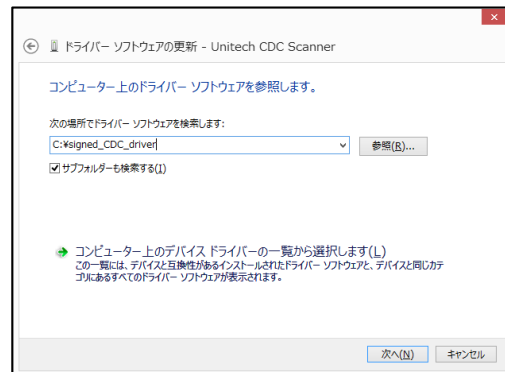 ドライバー ソフトウェアの更新 - Unitech CDC Scanner
コンピューター上のドライバー ソフトウェアを参照します。
次の場所でドライバー ソフトウェアを検索します:
C:¥signed_CDC_driver
参照(R)...
サブフォルダーも検索する(I)
コンピューター上のデバイス ドライバーの一覧から選択します(L)
この一覧には、デバイスと互換性があるインストールされたドライバー ソフトウェアと、デバイスと同じカテ
ゴリにあるすべてのドライバー ソフトウェアが表示されます。
次へ(N)
キャンセル